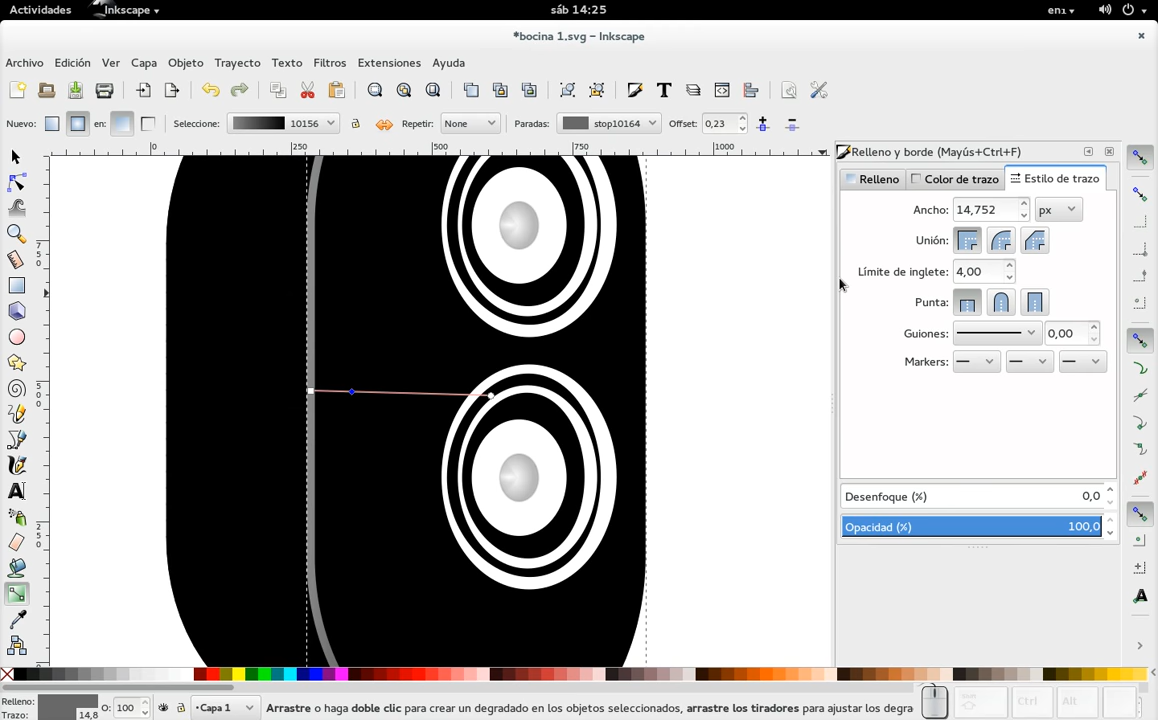 Actividades Inkscape sáb 14:25 en1
*bocina 1.svg – Inkscape
Archivo Edición Ver Capa Objeto Trayecto Texto Filtros Extensiones Ayuda
Nuevo: en: Seleccione: 10156 Repetir: None Paradas: stop10164 Offset: 0,23
0 250 500 750 1000
Relleno y borde (Mayús+Ctrl+F)
Relleno Color de trazo Estilo de trazo
Ancho: 14,752 px
Unión:
750
Límite de inglete: 4,00
Punta:
Guiones: 0,00
Markers:
500
Desenfoque (%) 0,0
Opacidad (%) 100,0
250
Relleno: O: 100 Capa 1 Arrastre o haga doble clic para crear un degradado en los objetos seleccionados, arrastre los tiradores para ajustar los degra
Trazo: 14,8
Ctrl Alt